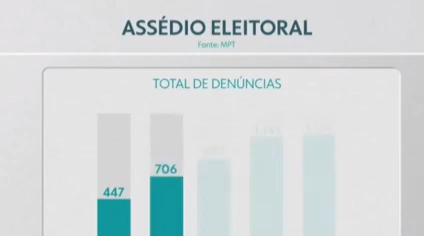 ASSÉDIO ELEITORAL
Fonte: MPT
TOTAL DE DENÚNCIAS
706
447